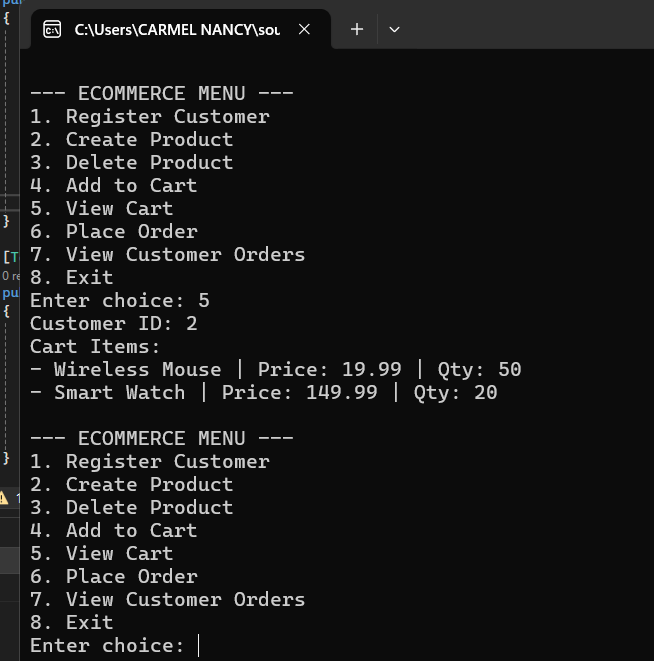 C:\Users\CARMEL NANCY\sou
--- ECOMMERCE MENU ---
1. Register Customer
2. Create Product
3. Delete Product
4. Add to Cart
5. View Cart
6. Place Order
7. View Customer Orders
8. Exit
Enter choice: 5
Customer ID: 2
Cart Items:
- Wireless Mouse | Price: 19.99 | Qty: 50
- Smart Watch | Price: 149.99 | Qty: 20
--- ECOMMERCE MENU ---
1. Register Customer
2. Create Product
3. Delete Product
4. Add to Cart
5. View Cart
6. Place Order
7. View Customer Orders
8. Exit
Enter choice: